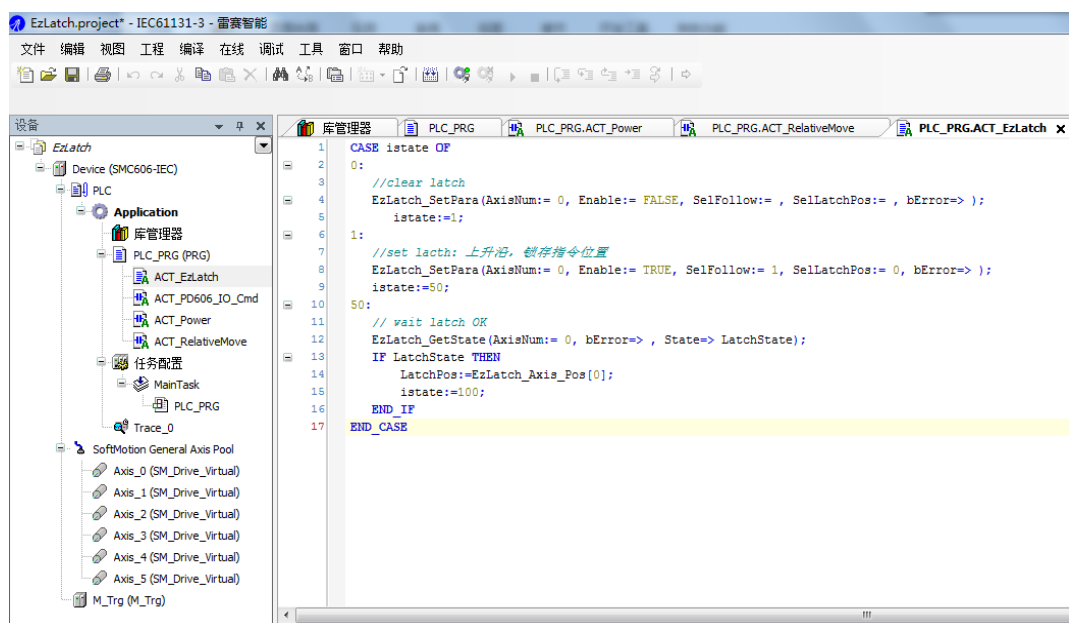 EzLatch.project* - IEC61131-3 - 雷赛智能
文件 编辑 视图 工程 编译 在线 调试 工具 窗口 帮助
设备
EzLatch
Device (SMC606-IEC)
PLC
Application
库管理器
PLC_PRG (PRG)
ACT_EzLatch
ACT_PD606_IO_Cmd
ACT_Power
ACT_RelativeMove
任务配置
MainTask
PLC_PRG
Trace_0
SoftMotion General Axis Pool
Axis_0 (SM_Drive_Virtual)
Axis_1 (SM_Drive_Virtual)
Axis_2 (SM_Drive_Virtual)
Axis_3 (SM_Drive_Virtual)
Axis_4 (SM_Drive_Virtual)
Axis_5 (SM_Drive_Virtual)
M_Trg (M_Trg)
库管理器 PLC_PRG PLC_PRG.ACT_Power PLC_PRG.ACT_RelativeMove PLC_PRG.ACT_EzLatch
1 CASE istate OF
2 0:
3 //clear latch
4 EzLatch_SetPara(AxisNum:= 0, Enable:= FALSE, SelFollow:= , SelLatchPos:= , bError=> );
5 istate:=1;
6 1:
7 //set lacth: 上升沿，锁存指令位置
8 EzLatch_SetPara(AxisNum:= 0, Enable:= TRUE, SelFollow:= 1, SelLatchPos:= 0, bError=> );
9 istate:=50;
10 50:
11 // wait latch OK
12 EzLatch_GetState(AxisNum:= 0, bError=> , State=> LatchState);
13 IF LatchState THEN
14 LatchPos:=EzLatch_Axis_Pos[0];
15 istate:=100;
16 END_IF
17 END_CASE